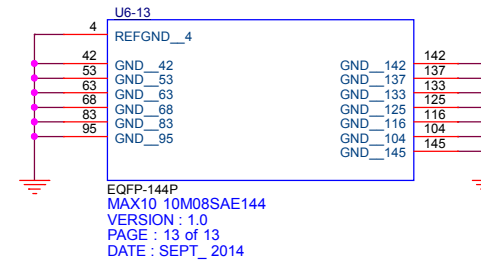 U6-13
4
REFGND__4
42 GND__42 GND__142 142
53 GND__53 GND__137 137
63 GND__63 GND__133 133
68 GND__68 GND__125 125
83 GND__83 GND__116 116
95 GND__95 GND__104 104
GND__145 145
EQFP-144P
MAX10 10M08SAE144
VERSION : 1.0
PAGE : 13 of 13
DATE : SEPT_ 2014